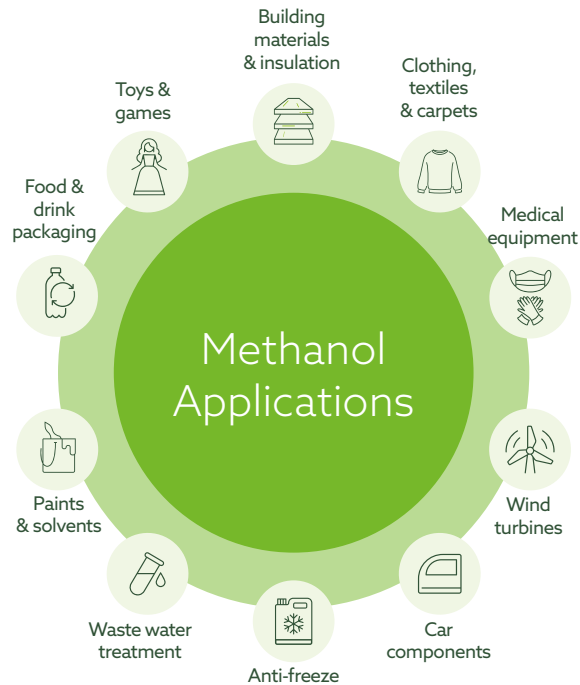 Building
materials
& insulation
Clothing,
textiles
& carpets
Medical
equipment
Wind
turbines
Car
components
Anti-freeze
Waste water
treatment
Paints
& solvents
Food &
drink
packaging
Toys &
games
Methanol
Applications